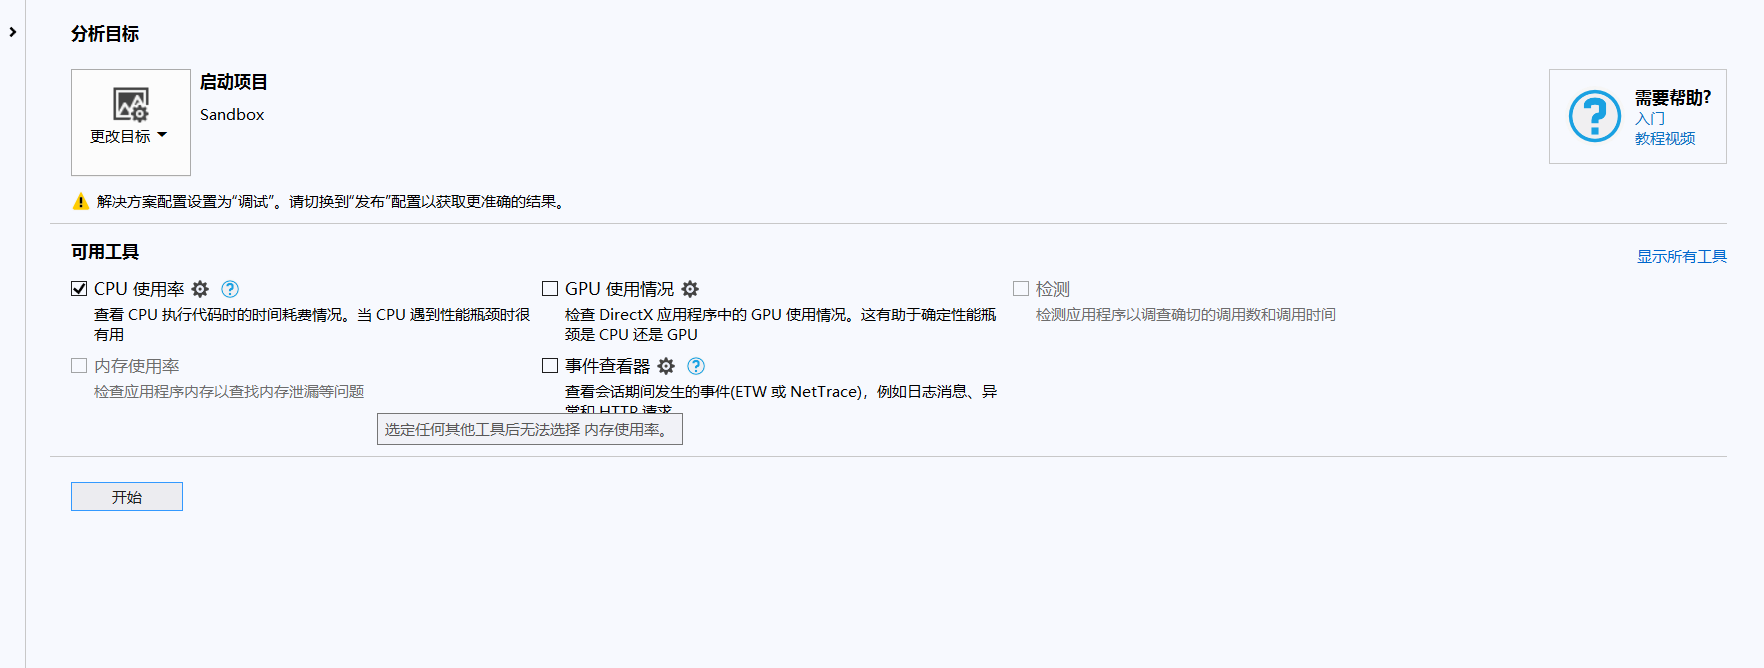 分析目标
更改目标
启动项目
Sandbox
需要帮助?
入门
教程视频
解决方案配置设置为“调试”。请切换到“发布”配置以获取更准确的结果。
可用工具
显示所有工具
CPU 使用率
查看 CPU 执行代码时的时间耗费情况。当 CPU 遇到性能瓶颈时很
有用
GPU 使用情况
检查 DirectX 应用程序中的 GPU 使用情况。这有助于确定性能瓶
颈是 CPU 还是 GPU
检测
检测应用程序以调查确切的调用数和调用时间
内存使用率
检查应用程序内存以查找内存泄漏等问题
事件查看器
查看会话期间发生的事件(ETW 或 NetTrace)，例如日志消息、异
常和 HTTP 请求
选定任何其他工具后无法选择 内存使用率。
开始